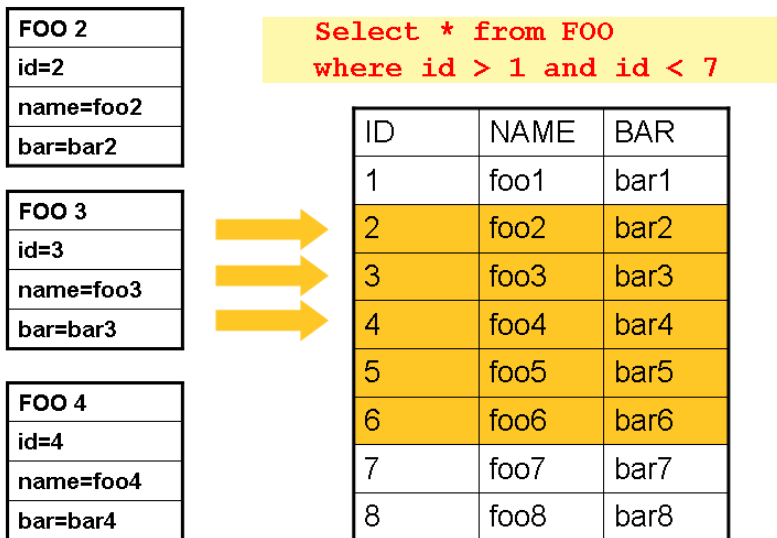 FOO 2
id=2
name=foo2
bar=bar2
FOO 3
id=3
name=foo3
bar=bar3
FOO 4
id=4
name=foo4
bar=bar4
Select * from FOO
where id > 1 and id < 7
ID NAME BAR
1 foo1 bar1
2 foo2 bar2
3 foo3 bar3
4 foo4 bar4
5 foo5 bar5
6 foo6 bar6
7 foo7 bar7
8 foo8 bar8